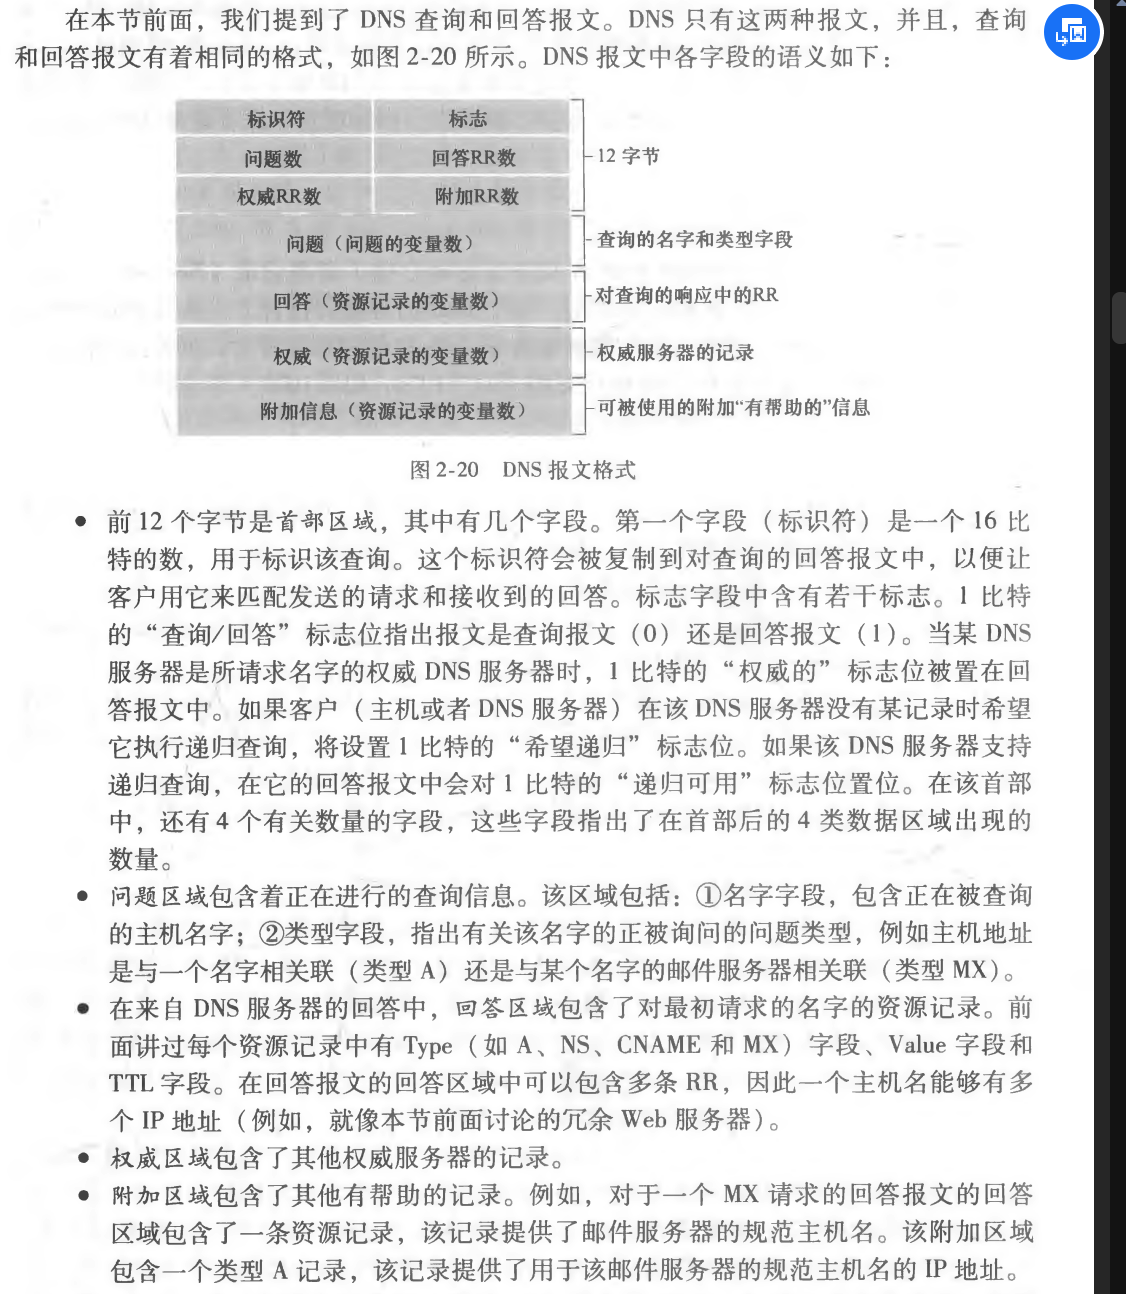 在本节前面，我们提到了 DNS 查询和回答报文。DNS 只有这两种报文，并且，查询
和回答报文有着相同的格式，如图 2-20 所示。DNS 报文中各字段的语义如下：
标识符 标志
问题数 回答RR数
12 字节
权威RR数 附加RR数
问题（问题的变量数） 查询的名字和类型字段
回答（资源记录的变量数） 对查询的响应中的RR
权威（资源记录的变量数） 权威服务器的记录
附加信息（资源记录的变量数） 可被使用的附加“有帮助的”信息
图 2-20 DNS 报文格式
● 前 12 个字节是首部区域，其中有几个字段。第一个字段（标识符）是一个 16 比
特的数，用于标识该查询。这个标识符会被复制到对查询的回答报文中，以便让
客户用它来匹配发送的请求和接收到的回答。标志字段中含有若干标志。1 比特
的“查询/回答”标志位指出报文是查询报文（0）还是回答报文（1）。当某 DNS
服务器是所请求名字的权威 DNS 服务器时，1 比特的“权威的”标志位被置在回
答报文中。如果客户（主机或者 DNS 服务器）在该 DNS 服务器没有某记录时希望
它执行递归查询，将设置 1 比特的“希望递归”标志位。如果该 DNS 服务器支持
递归查询，在它的回答报文中会对 1 比特的“递归可用”标志位置位。在该首部
中，还有 4 个有关数量的字段，这些字段指出了在首部后的 4 类数据区域出现的
数量。
● 问题区域包含着正在进行的查询信息。该区域包括：①名字字段，包含正在被查询
的主机名字；②类型字段，指出有关该名字的正被询问的问题类型，例如主机地址
是与一个名字相关联（类型 A）还是与某个名字的邮件服务器相关联（类型 MX）。
● 在来自 DNS 服务器的回答中，回答区域包含了对最初请求的名字的资源记录。前
面讲过每个资源记录中有 Type（如 A、NS、CNAME 和 MX）字段、Value 字段和
TTL 字段。在回答报文的回答区域中可以包含多条 RR，因此一个主机名能够有多
个 IP 地址（例如，就像本节前面讨论的冗余 Web 服务器）。
● 权威区域包含了其他权威服务器的记录。
● 附加区域包含了其他有帮助的记录。例如，对于一个 MX 请求的回答报文的回答
区域包含了一条资源记录，该记录提供了邮件服务器的规范主机名。该附加区域
包含一个类型 A 记录，该记录提供了用于该邮件服务器的规范主机名的 IP 地址。